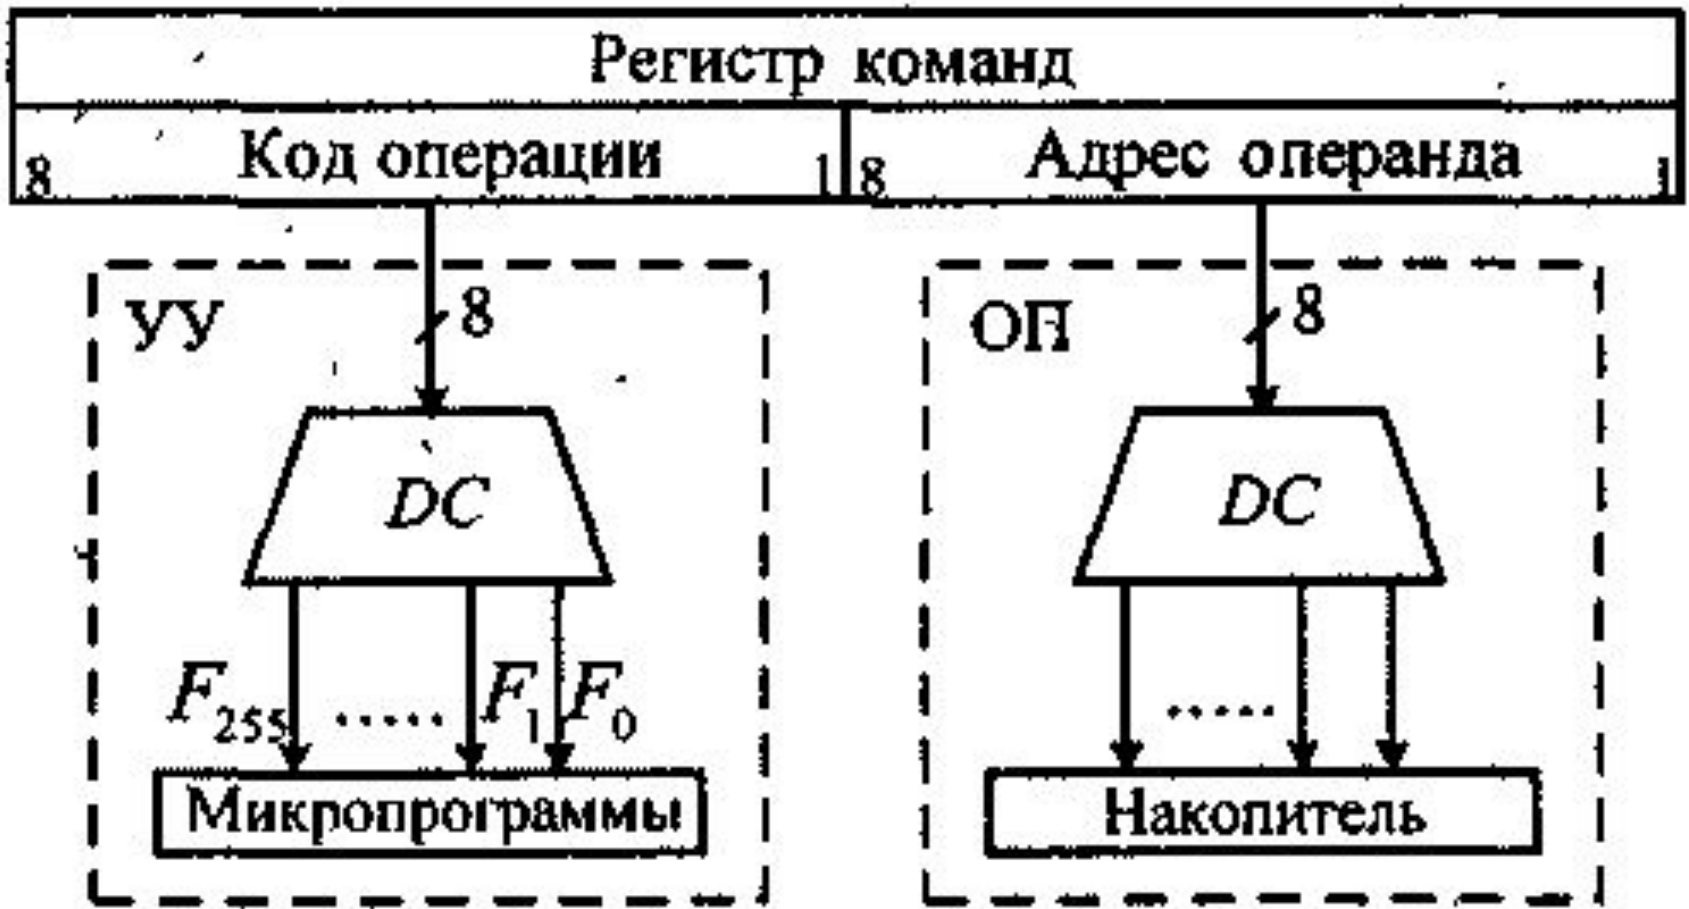 Регистр команд
8 Код операции 1 8 Адрес операнда 1
УУ 8 ОП 8
DC DC
F255 ..... F1 F0 .....
Микропрограммы Накопитель